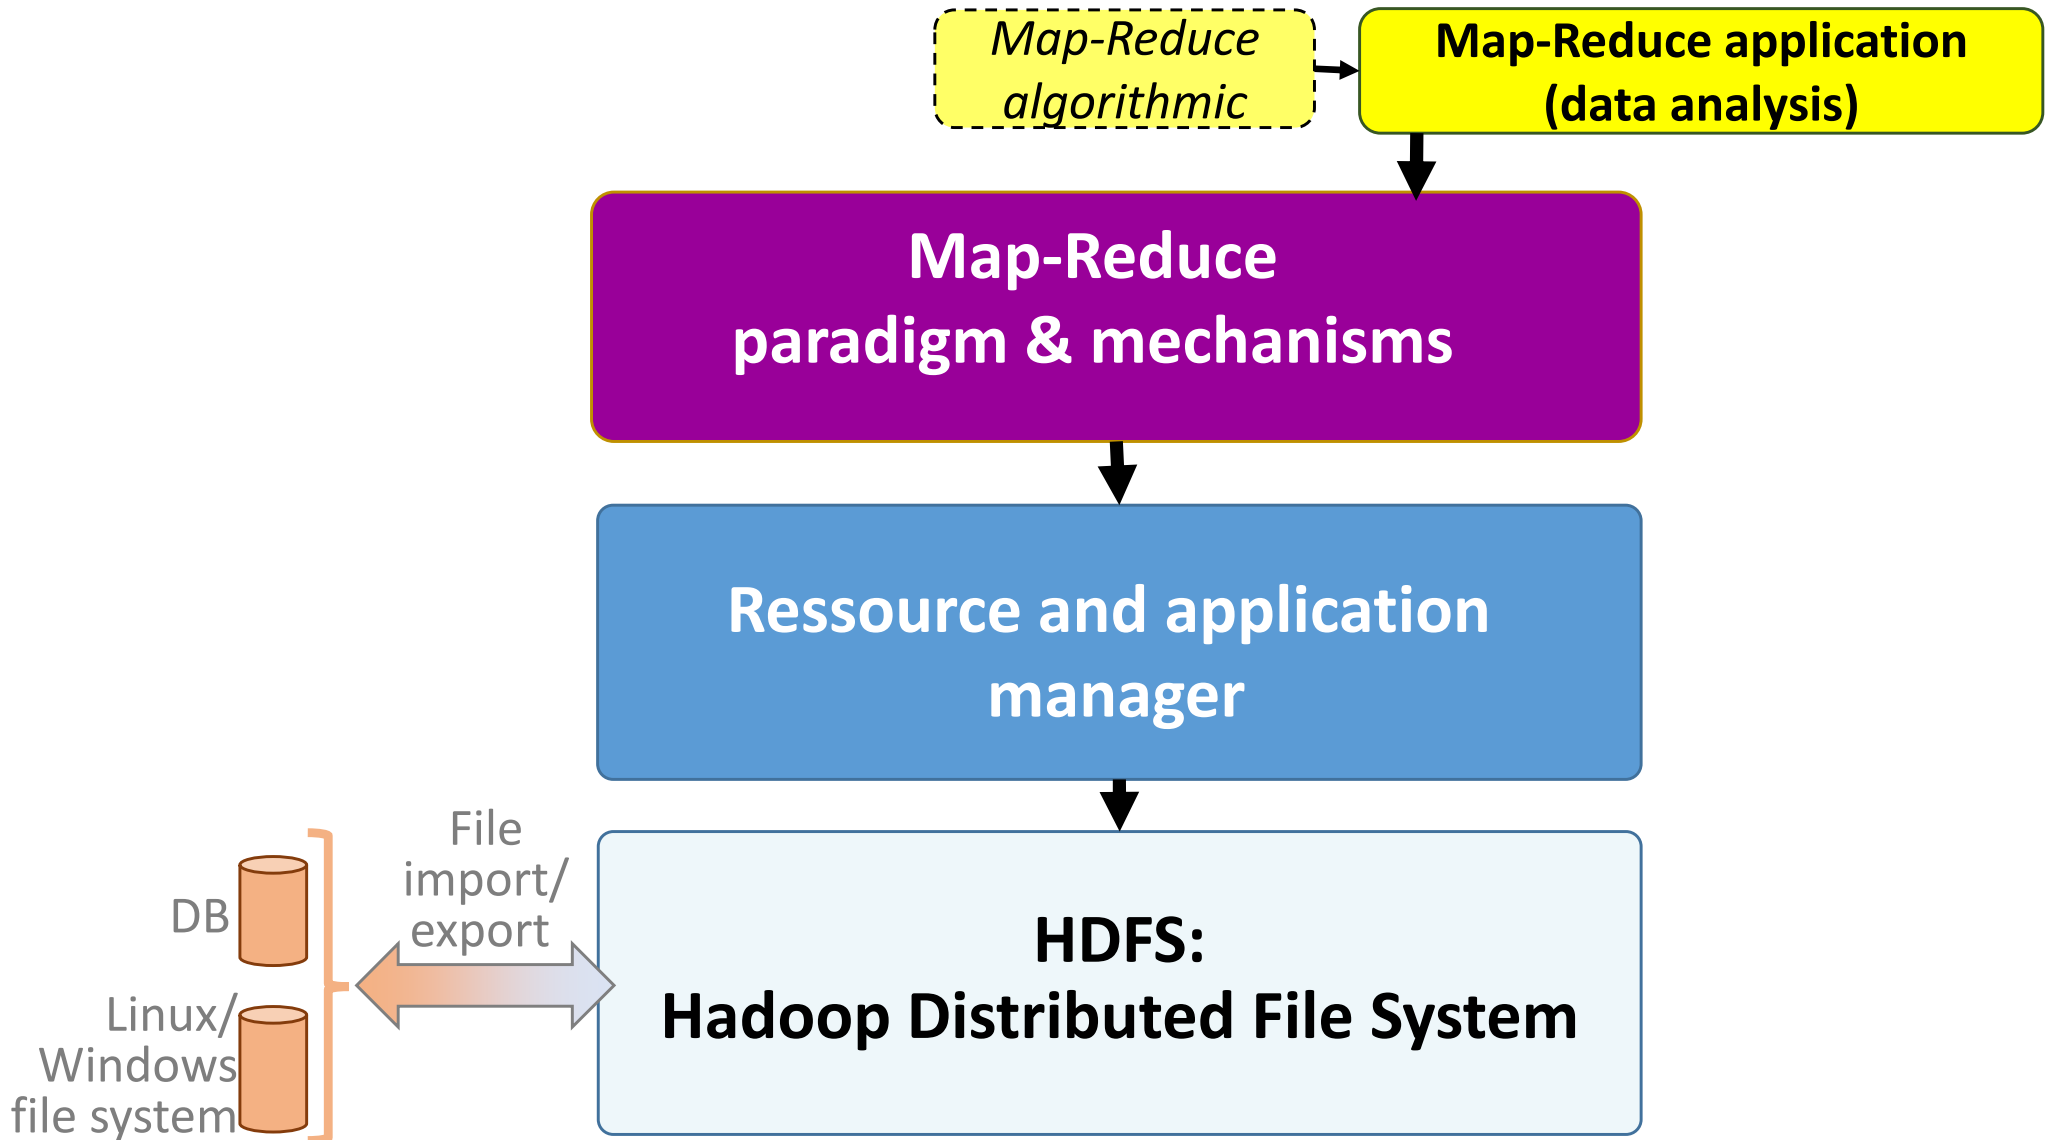 Map-Reduce
algorithmic
Map-Reduce application
(data analysis)
Map-Reduce
paradigm & mechanisms
Ressource and application
manager
File
import/
export
DB
Linux/
Windows
file system
HDFS:
Hadoop Distributed File System